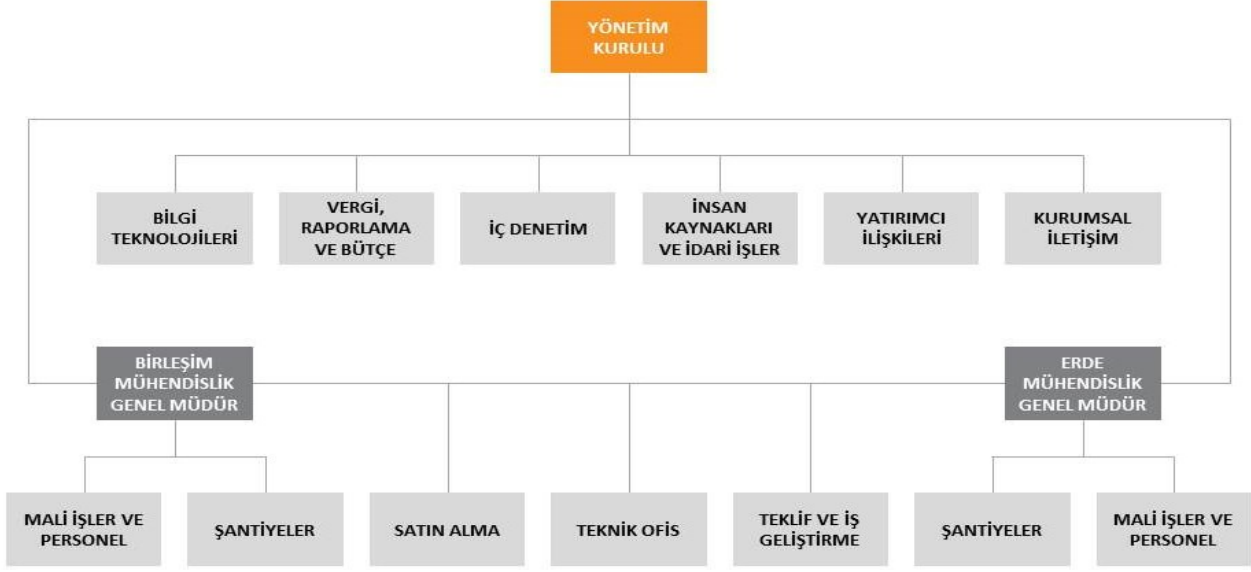 YÖNETİM
KURULU
BİLGİ
TEKNOLOJİLERİ
VERGİ,
RAPORLAMA
VE BÜTÇE
İÇ DENETİM
İNSAN
KAYNAKLARI
VE İDARİ İŞLER
YATIRIMCI
İLİŞKİLERİ
KURUMSAL
İLETİŞİM
BİRLEŞİM
MÜHENDİSLİK
GENEL MÜDÜR
ERDE
MÜHENDİSLİK
GENEL MÜDÜR
MALİ İŞLER VE
PERSONEL
ŞANTİYELER
SATIN ALMA
TEKNİK OFİS
TEKLİF VE İŞ
GELİŞTİRME
ŞANTİYELER
MALİ İŞLER VE
PERSONEL